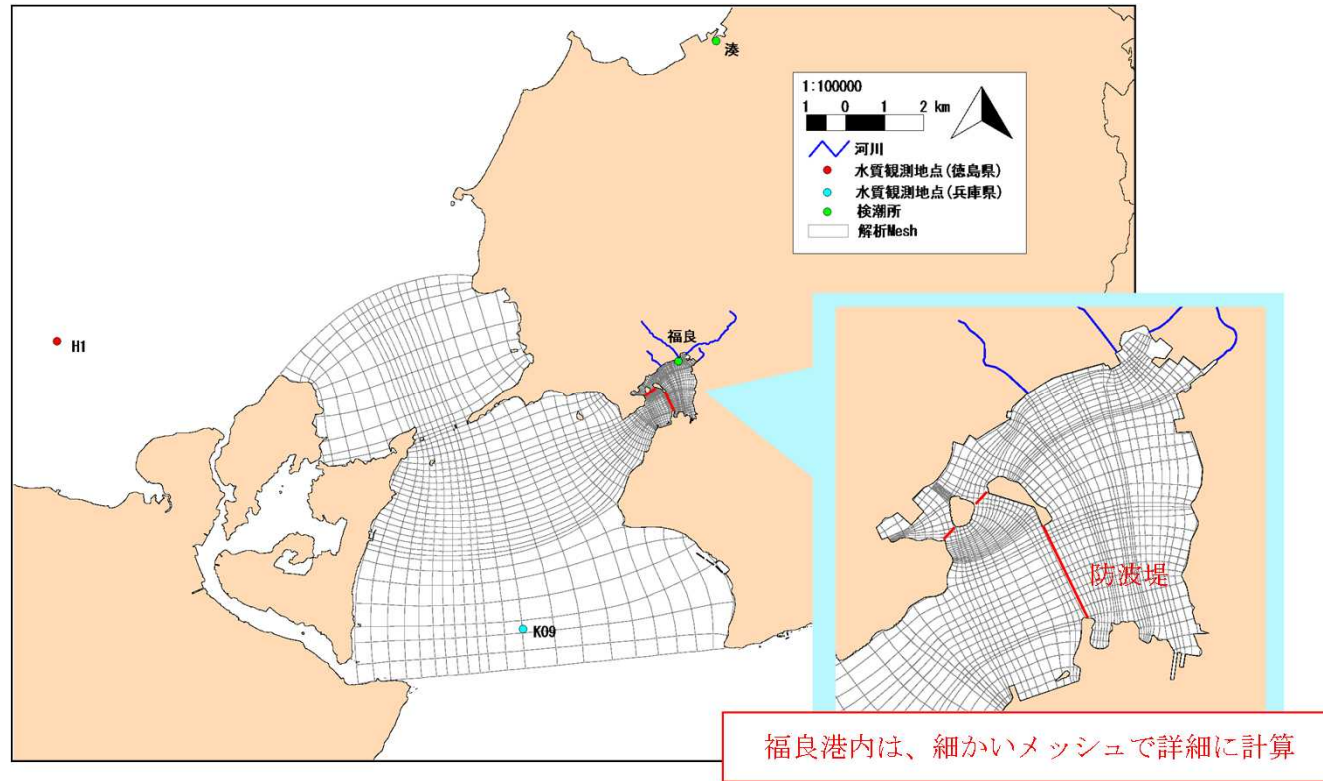 湊
1:100000
1 0 1 2 km
河川
水質観測地点(徳島県)
水質観測地点(兵庫県)
検潮所
解析Mesh
H1
福良
防波堤
K09
福良港内は、細かいメッシュで詳細に計算